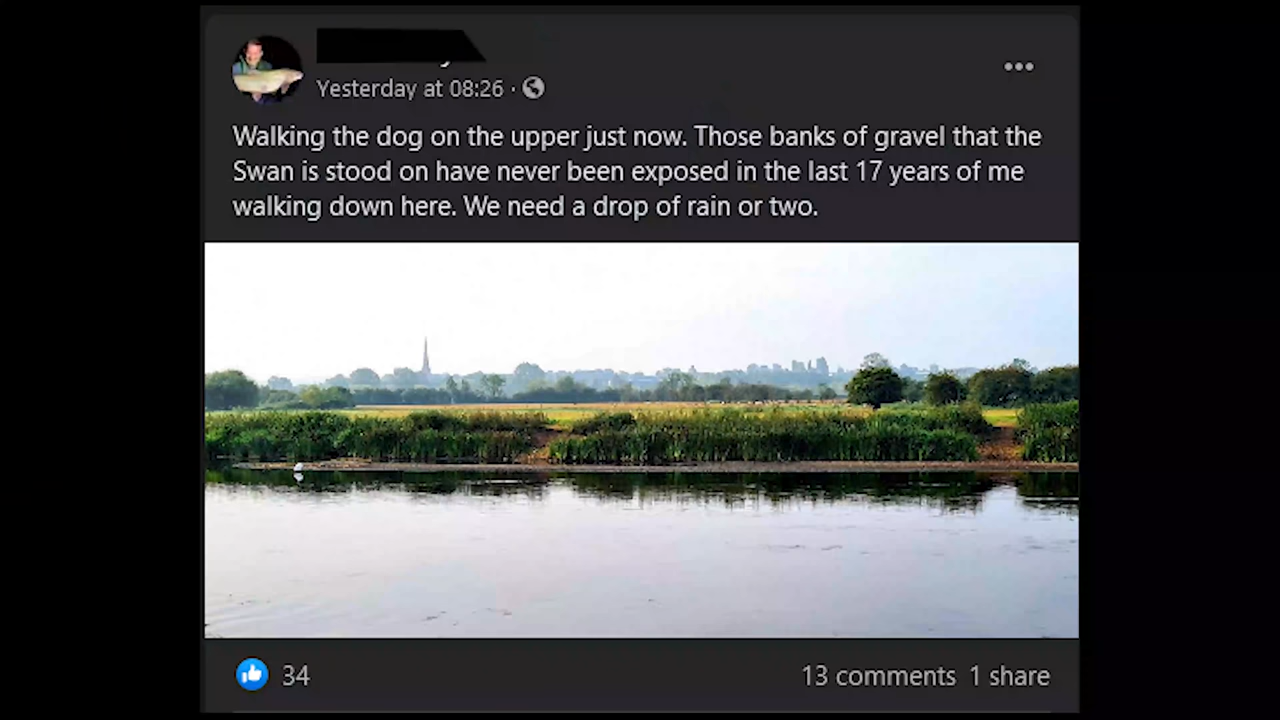 Yesterday at 08:26 ·
Walking the dog on the upper just now. Those banks of gravel that the
Swan is stood on have never been exposed in the last 17 years of me
walking down here. We need a drop of rain or two.
34
13 comments 1 share